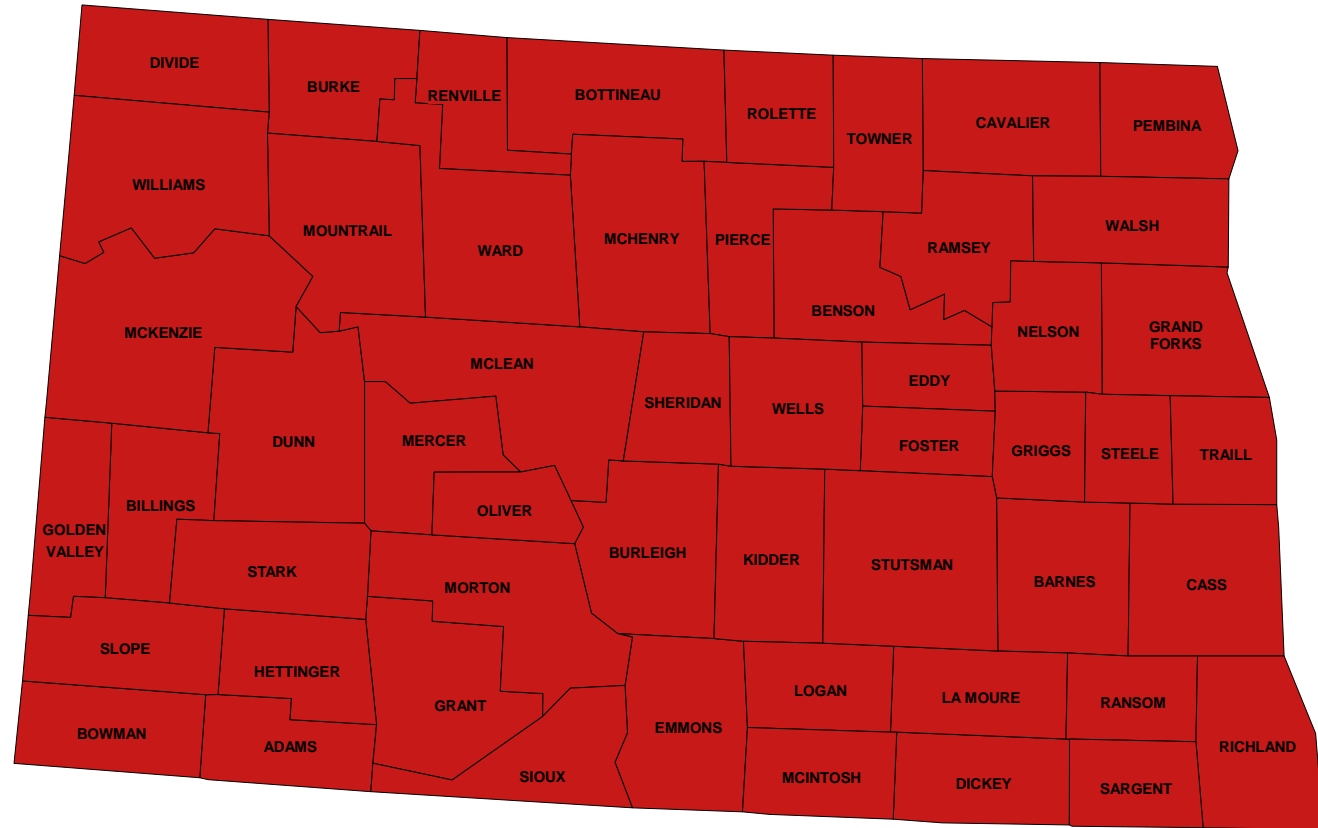 DIVIDE
BURKE
RENVILLE
BOTTINEAU
ROLETTE
TOWNER
CAVALIER
PEMBINA
WILLIAMS
MOUNTRAIL
WARD
MCHENRY
PIERCE
BENSON
RAMSEY
WALSH
MCKENZIE
DUNN
MCLEAN
MERCER
OLIVER
SHERIDAN
WELLS
EDDY
FOSTER
NELSON
GRAND
FORKS
GRIGGS
STEELE
TRAILL
GOLDEN
VALLEY
BILLINGS
STARK
MORTON
BURLEIGH
KIDDER
STUTSMAN
BARNES
CASS
SLOPE
HETTINGER
GRANT
BOWMAN
ADAMS
SIOUX
EMMONS
LOGAN
LA MOURE
RANSOM
RICHLAND
MCINTOSH
DICKEY
SARGENT